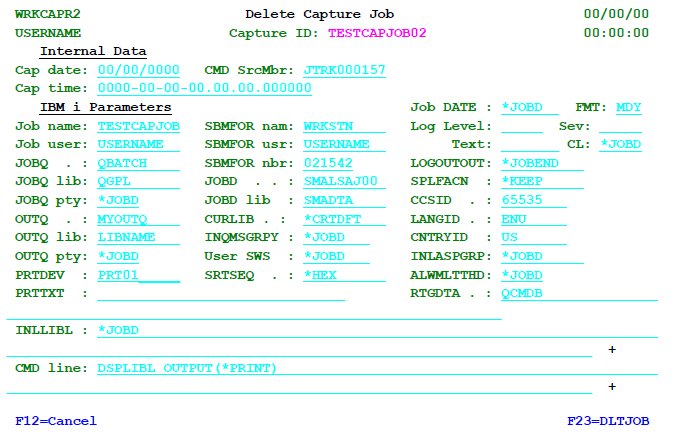 WRKCAPR2 Delete Capture Job 00/00/00
USERNAME Capture ID: TESTCAPJOB02 00:00:00
Internal Data
Cap date: 00/00/0000 CMD SrcMbr: JTRK000157
Cap time: 0000-00-00-00.00.00.000000
IBM i Parameters Job DATE : *JOBD FMT: MDY
Job name: TESTCAPJOB SBMFOR nam: WRKSTN Log Level: Sev:
Job user: USERNAME SBMFOR usr: USERNAME Text: CL: *JOBD
JOBQ . : QBATCH SBMFOR nbr: 021542 LOGOUTOUT: *JOBEND
JOBQ lib: QGPL JOBD . . : SMALSAJ00 SPLFACN : *KEEP
JOBQ pty: *JOBD JOBD lib : SMADTA CCSID . : 65535
OUTQ . : MYOUTQ CURLIB . : *CRTDFT LANGID . : ENU
OUTQ lib: LIBNAME INQMSGRPY : *JOBD CNTRYID : US
OUTQ pty: *JOBD User SWS : *JOBD INLASPGRP: *JOBD
PRTDEV : PRT01 SRTSEQ . : *HEX ALWMLTTHD: *JOBD
PRTTXT : RTGDTA . : QCMDB
INLLIBL : *JOBD
+
CMD line: DSPLIBL OUTPUT(*PRINT)
+
F12=Cancel F23=DLTJOB